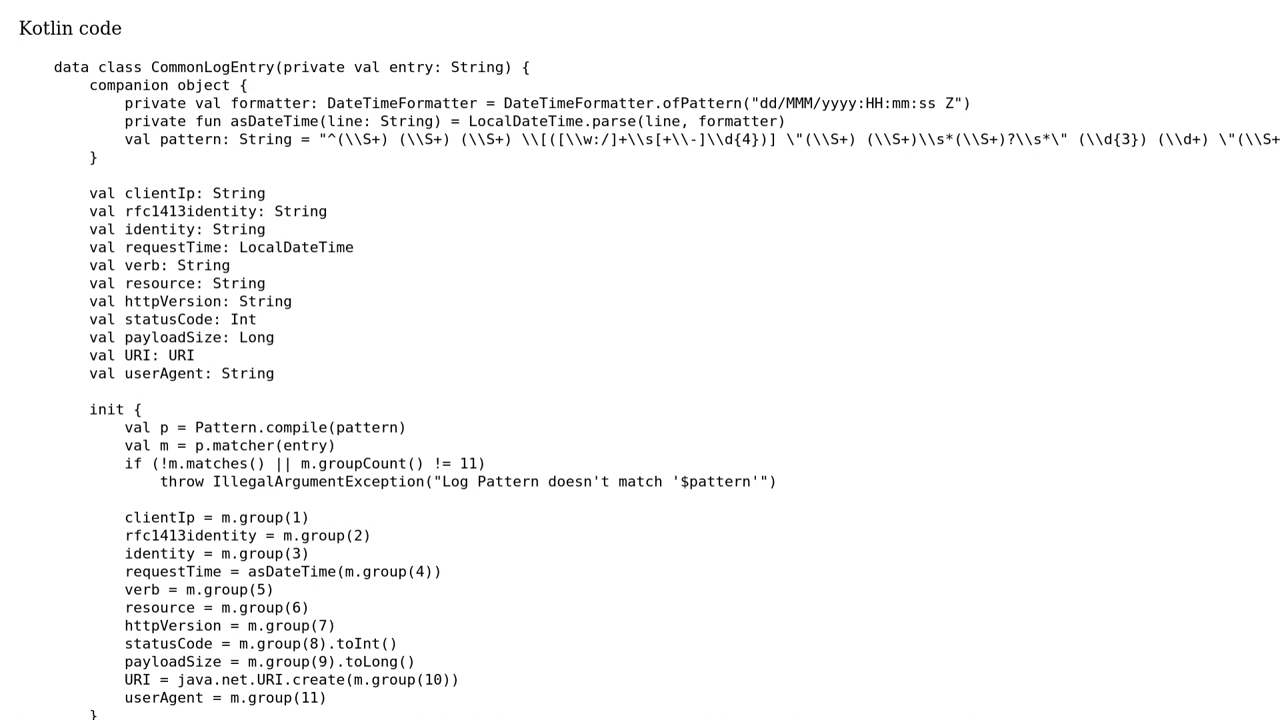 Kotlin code
data class CommonLogEntry(private val entry: String) {
companion object {
private val formatter: DateTimeFormatter = DateTimeFormatter.ofPattern("dd/MMM/yyyy:HH:mm:ss Z")
private fun asDateTime(line: String) = LocalDateTime.parse(line, formatter)
val pattern: String = "^(\\S+) (\\S+) (\\S+) \\[([\\w:/]+\\s[+\\-]\\d{4})] \"(\\S+) (\\S+)\\s*(\\S+)?\\s*\" (\\d{3}) (\\d+) \"(\\S+
}
val clientIp: String
val rfc1413identity: String
val identity: String
val requestTime: LocalDateTime
val verb: String
val resource: String
val httpVersion: String
val statusCode: Int
val payloadSize: Long
val URI: URI
val userAgent: String
init {
val p = Pattern.compile(pattern)
val m = p.matcher(entry)
if (!m.matches() || m.groupCount() != 11)
throw IllegalArgumentException("Log Pattern doesn't match '$pattern'")
clientIp = m.group(1)
rfc1413identity = m.group(2)
identity = m.group(3)
requestTime = asDateTime(m.group(4))
verb = m.group(5)
resource = m.group(6)
httpVersion = m.group(7)
statusCode = m.group(8).toInt()
payloadSize = m.group(9).toLong()
URI = java.net.URI.create(m.group(10))
userAgent = m.group(11)
}